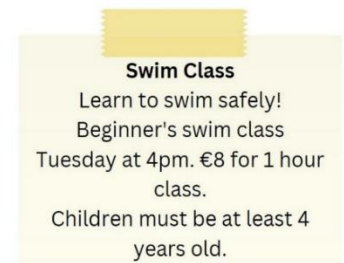 Swim Class
Learn to swim safely!
Beginner's swim class
Tuesday at 4pm. €8 for 1 hour
class.
Children must be at least 4
years old.